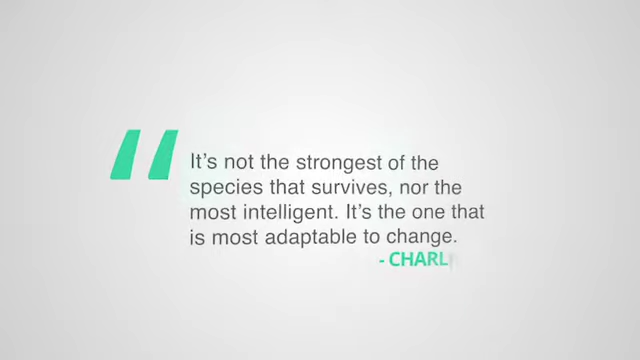 It's not the strongest of the
species that survives, nor the
most intelligent. It's the one that
is most adaptable to change.
- CHARL